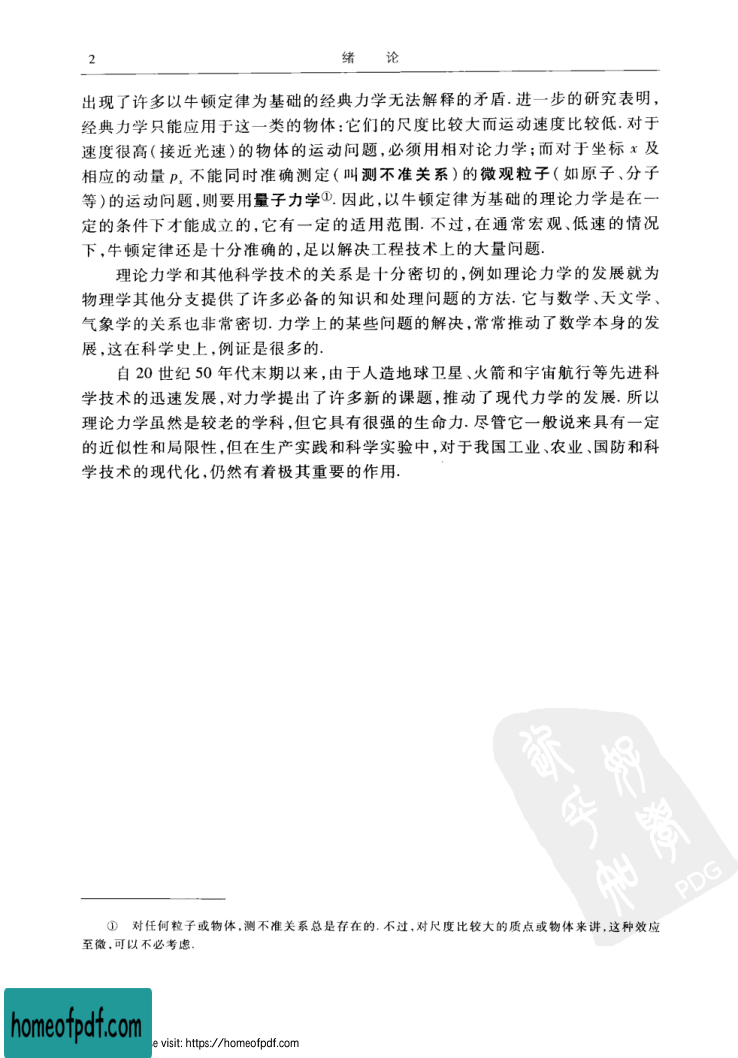 2
绪 论
出现了许多以牛顿定律为基础的经典力学无法解释的矛盾. 进一步的研究表明,
经典力学只能应用于这一类的物体:它们的尺度比较大而运动速度比较低. 对于
速度很高(接近光速)的物体的运动问题,必须用相对论力学;而对于坐标 x 及
相应的动量 pₓ 不能同时准确测定(叫测不准关系)的微观粒子(如原子、分子
等)的运动问题,则要用量子力学①. 因此,以牛顿定律为基础的理论力学是在一
定的条件下才能成立的,它有一定的适用范围. 不过,在通常宏观、低速的情况
下,牛顿定律还是十分准确的,足以解决工程技术上的大量问题.
理论力学和其他科学技术的关系是十分密切的,例如理论力学的发展就为
物理学其他分支提供了许多必备的知识和处理问题的方法. 它与数学、天文学、
气象学的关系也非常密切. 力学上的某些问题的解决,常常推动了数学本身的发
展,这在科学史上,例证是很多的.
自 20 世纪 50 年代末期以来,由于人造地球卫星、火箭和宇宙航行等先进科
学技术的迅速发展,对力学提出了许多新的课题,推动了现代力学的发展. 所以
理论力学虽然是较老的学科,但它具有很强的生命力. 尽管它一般说来具有一定
的近似性和局限性,但在生产实践和科学实验中,对于我国工业、农业、国防和科
学技术的现代化,仍然有着极其重要的作用.
PDG
① 对任何粒子或物体,测不准关系总是存在的. 不过,对尺度比较大的质点或物体来讲,这种效应
至微,可以不必考虑.
homeofpdf.com
e visit: https://homeofpdf.com